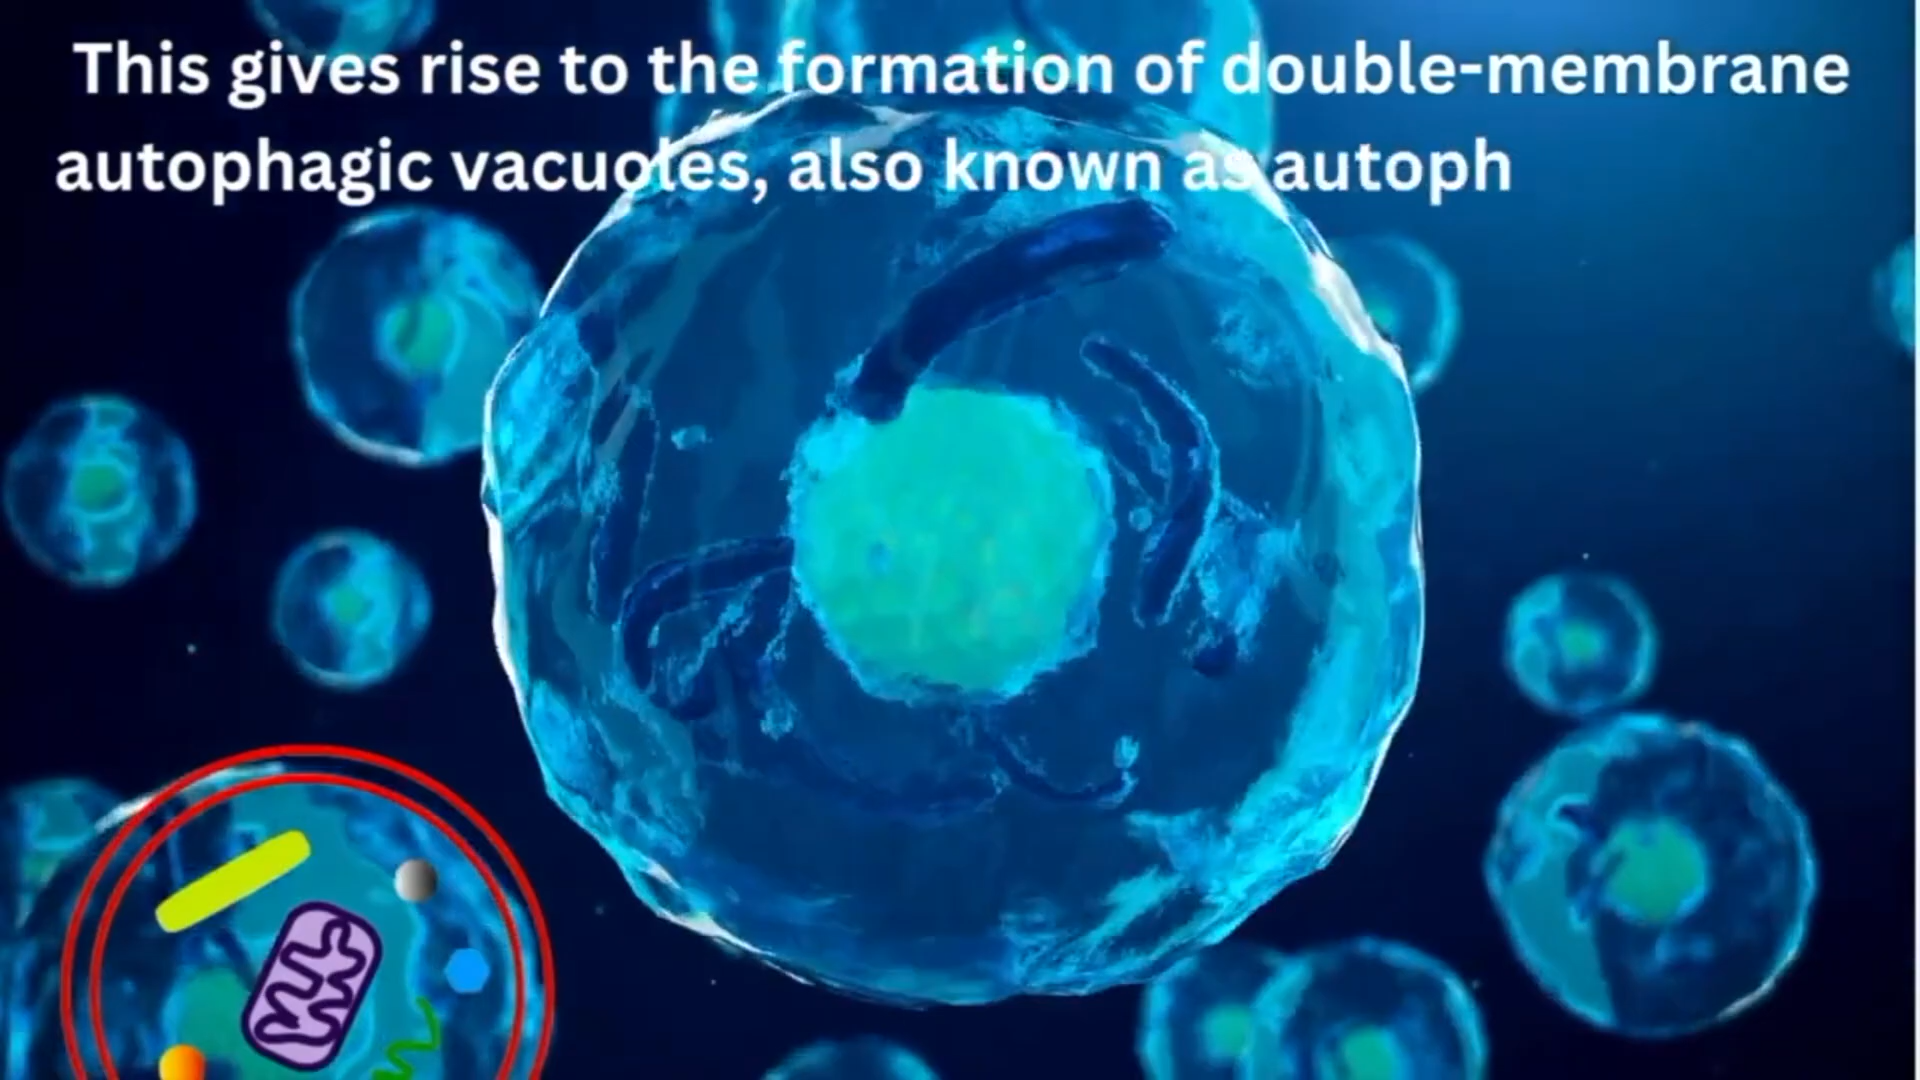 This gives rise to the formation of double-membrane
autophagic vacuoles, also known as autoph